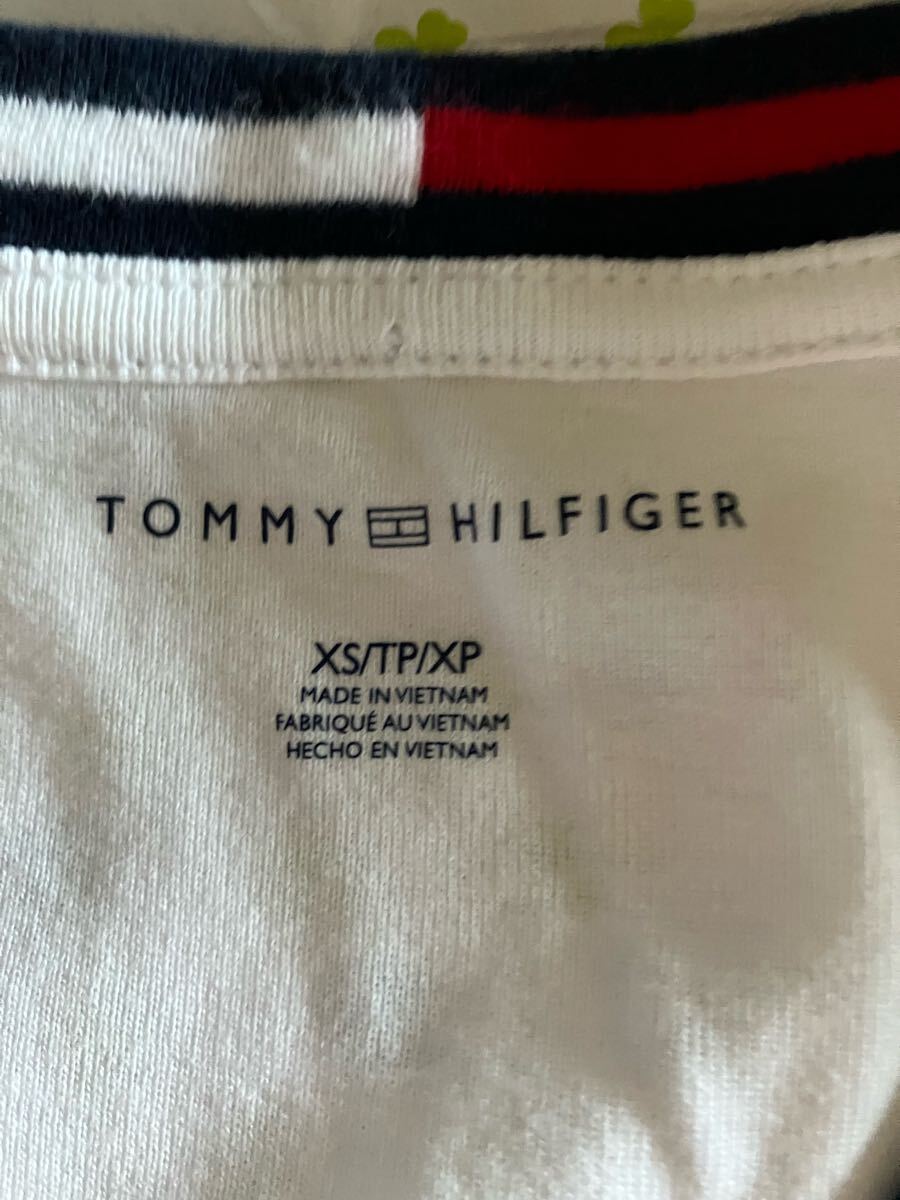 TOMMY HILFIGER
XS/TP/XP
MADE IN VIETNAM
FABRIQUÉ AU VIETNAM
HECHO EN VIETNAM